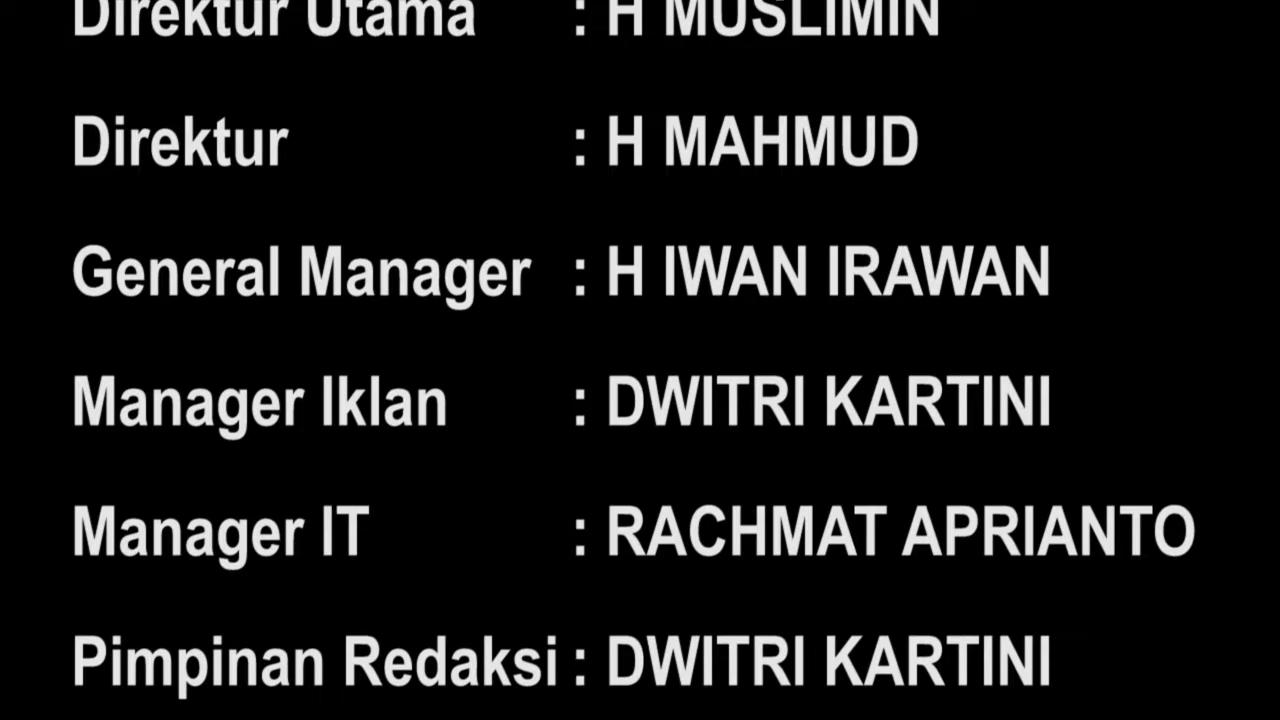 Direktur Utama : H MUSLIMIN
Direktur : H MAHMUD
General Manager : H IWAN IRAWAN
Manager Iklan : DWITRI KARTINI
Manager IT : RACHMAT APRIANTO
Pimpinan Redaksi : DWITRI KARTINI